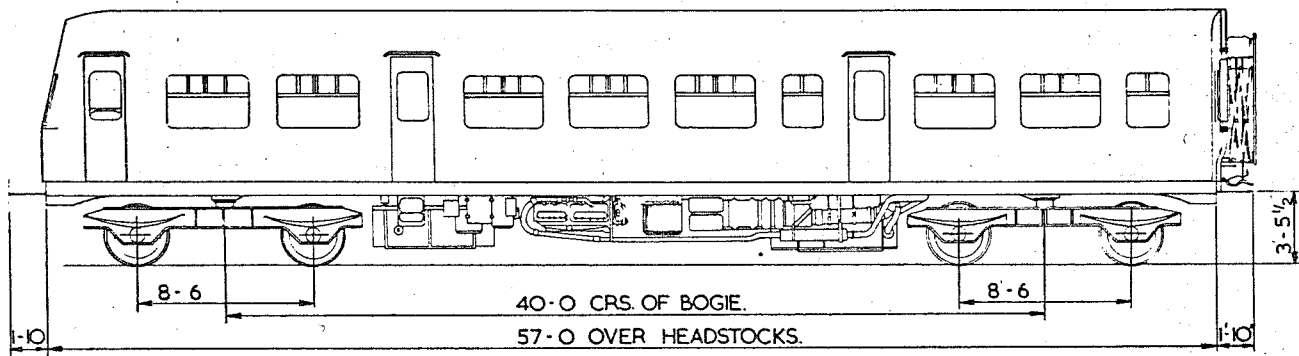 3-5½
8-6
8-6
40-0 CRS. OF BOGIE.
1-10
57-0 OVER HEADSTOCKS.
1'-10"